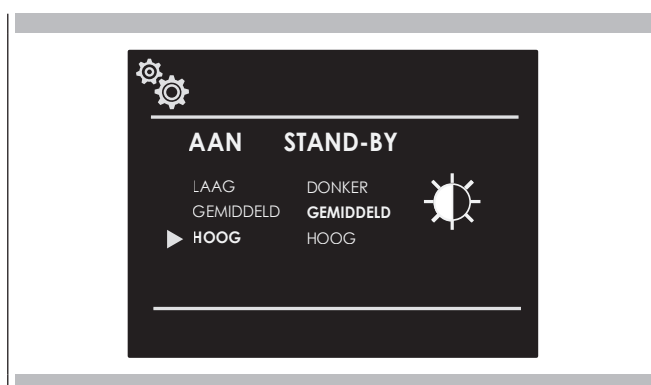 AAN STAND-BY
LAAG DONKER
GEMIDDELD GEMIDDELD
HOOG HOOG